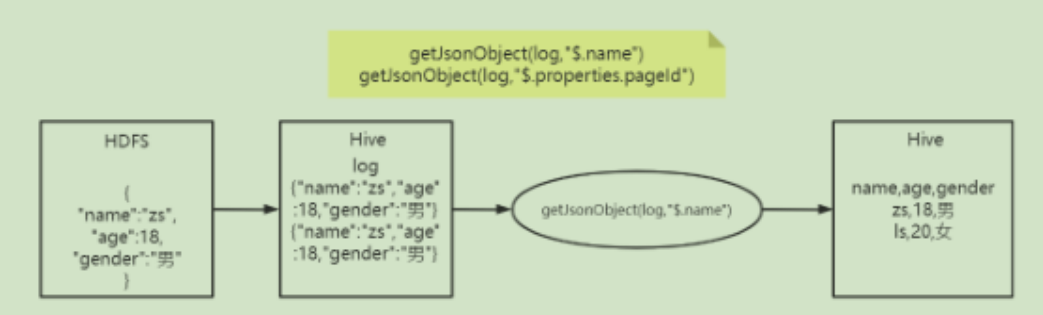 getJsonObject(log,"$.name")
getJsonObject(log,"$.properties.pageId")
HDFS
{
"name":"zs",
"age":18,
"gender":"男"
}
Hive
log
{"name":"zs","age"
:18,"gender":"男"}
{"name":"zs","age"
:18,"gender":"男"}
getJsonObject(log,"$.name")
Hive
name,age,gender
zs,18,男
ls,20,女